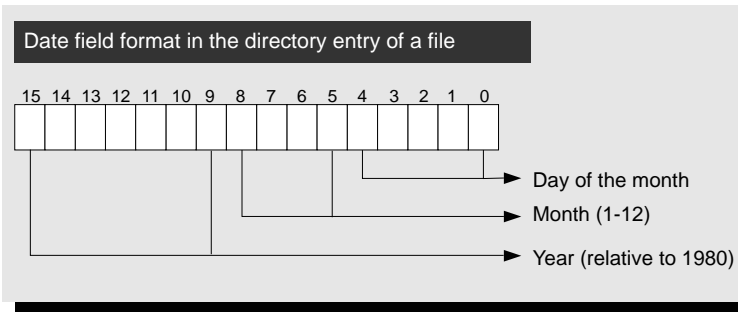 Date field format in the directory entry of a file
15 14 13 12 11 10 9 8 7 6 5 4 3 2 1 0
Day of the month
Month (1-12)
Year (relative to 1980)